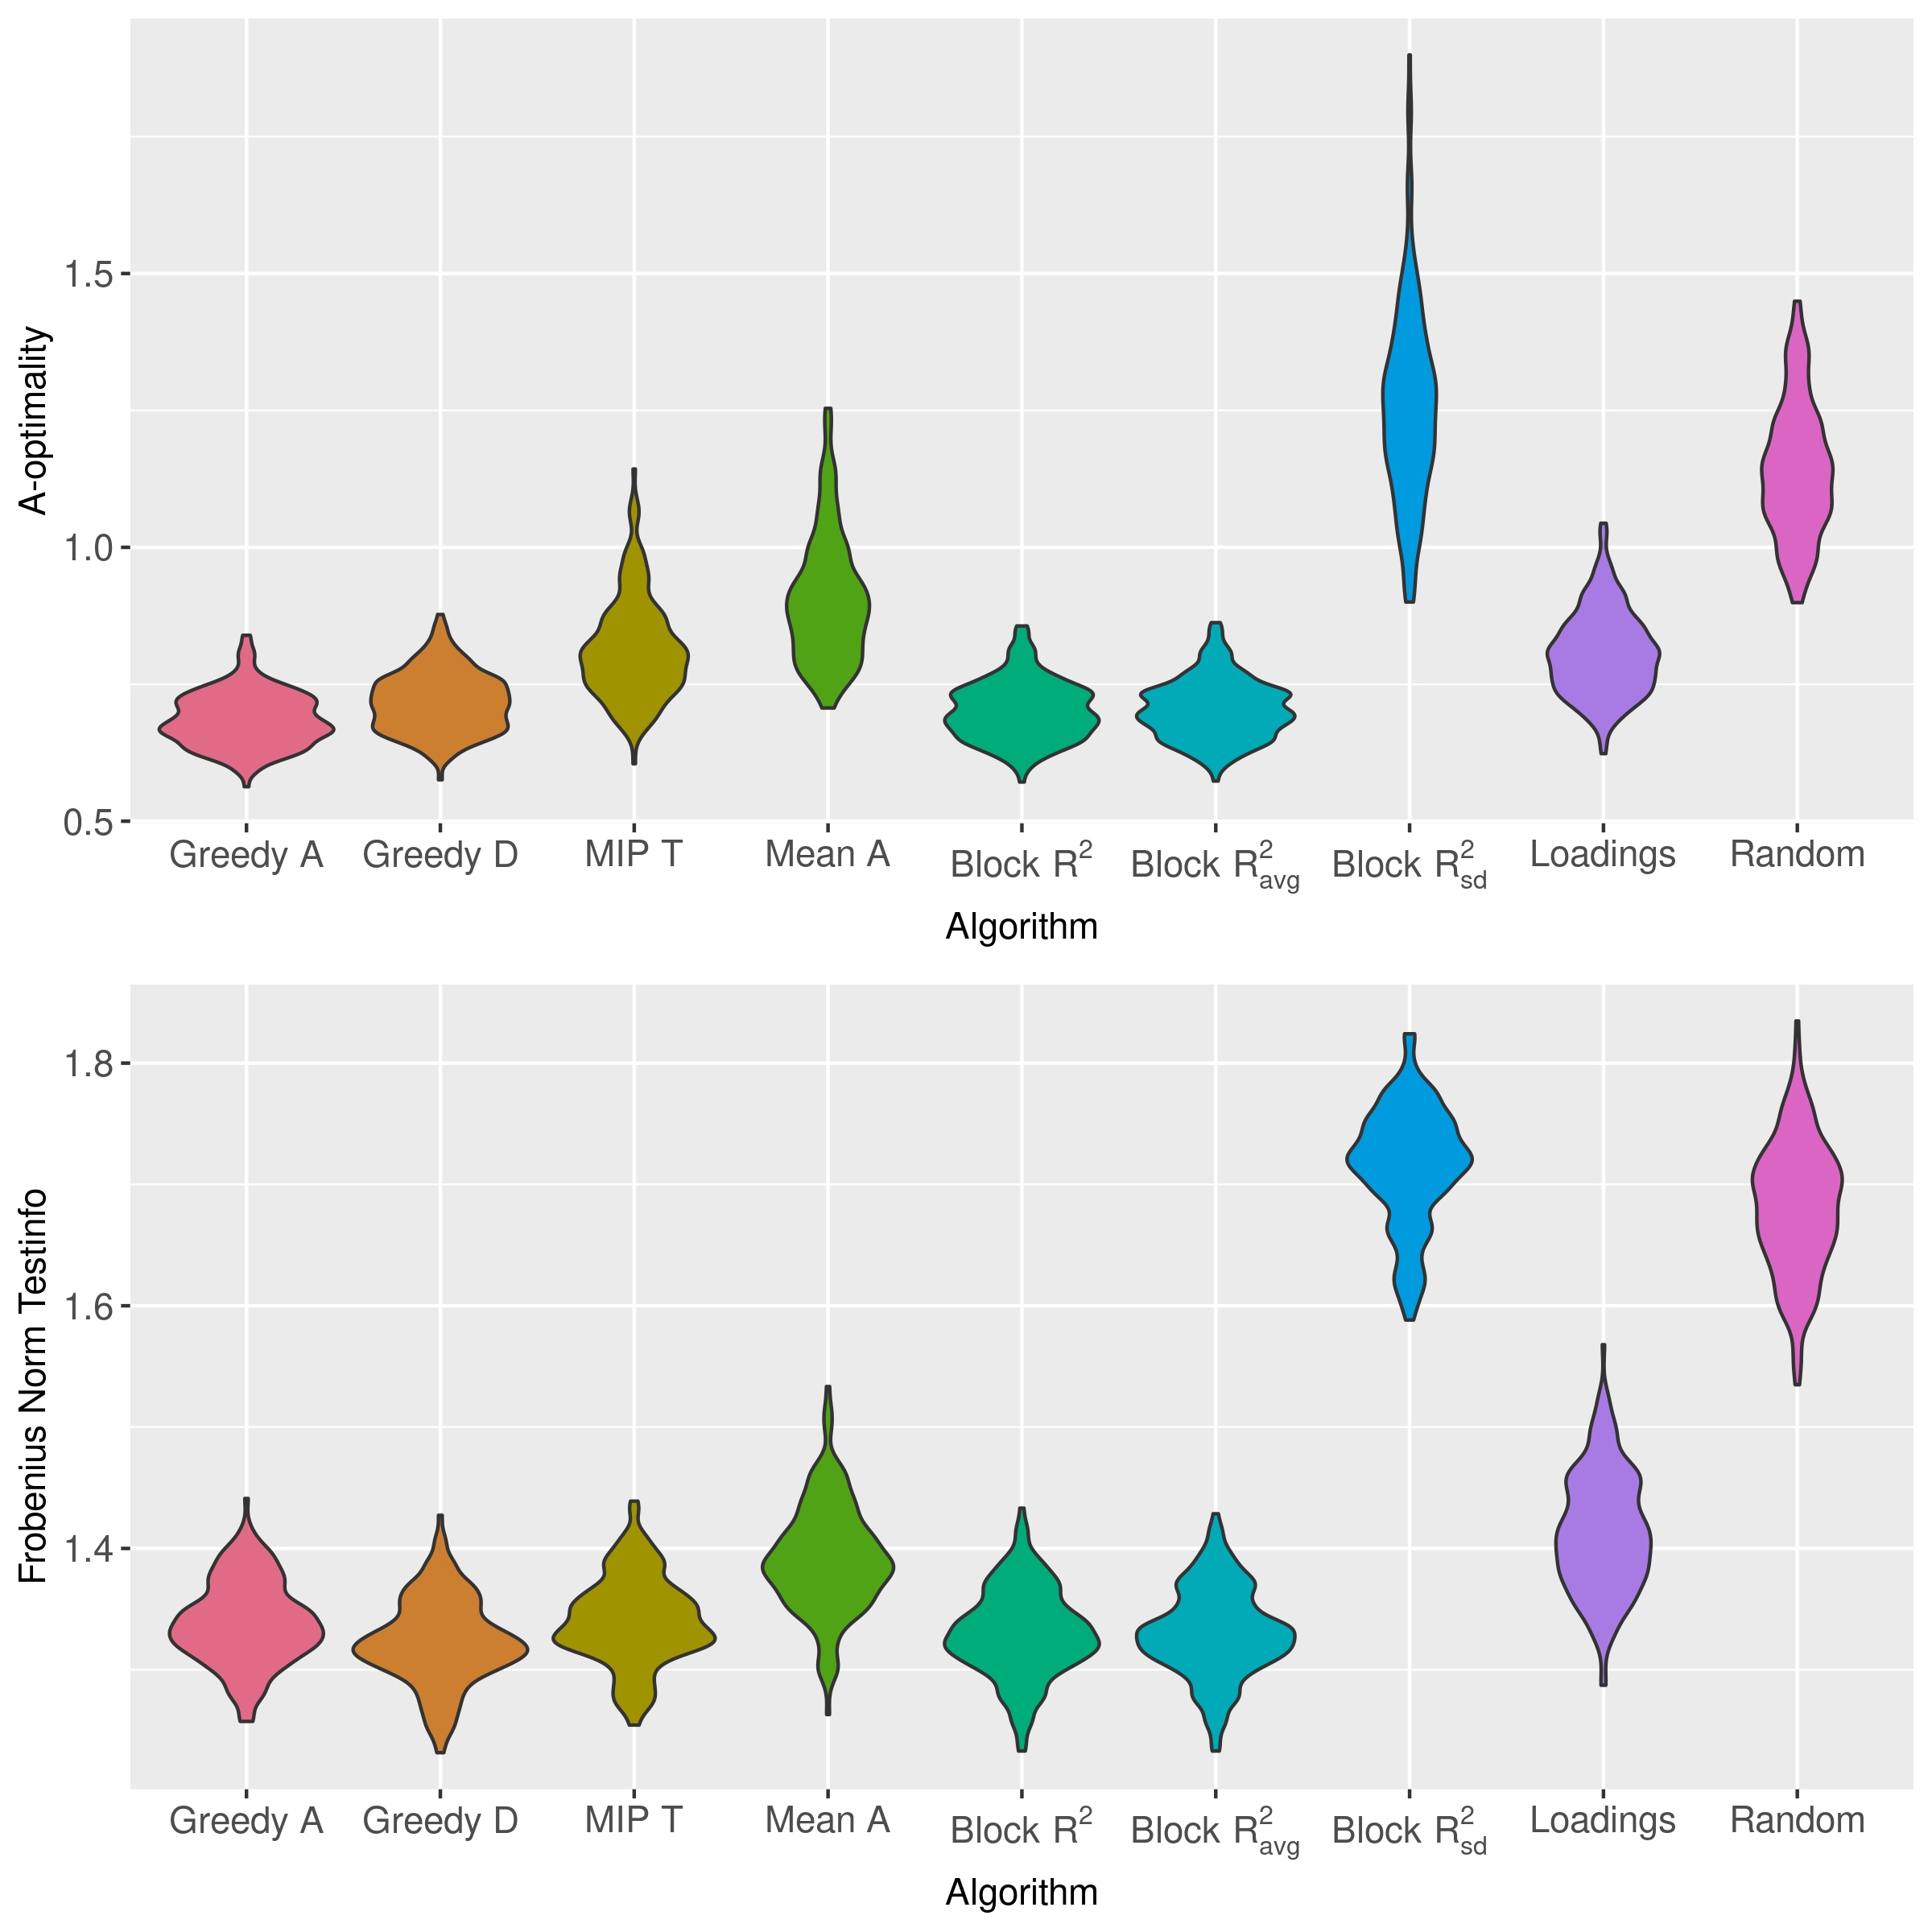 A-optimality
1.5
1.0
0.5
Greedy A Greedy D MIP T Mean A Block R² Block R²avg Block R²sd Loadings Random
Algorithm
Frobenius Norm Testinfo
1.8
1.6
1.4
Greedy A Greedy D MIP T Mean A Block R² Block R²avg Block R²sd Loadings Random
Algorithm